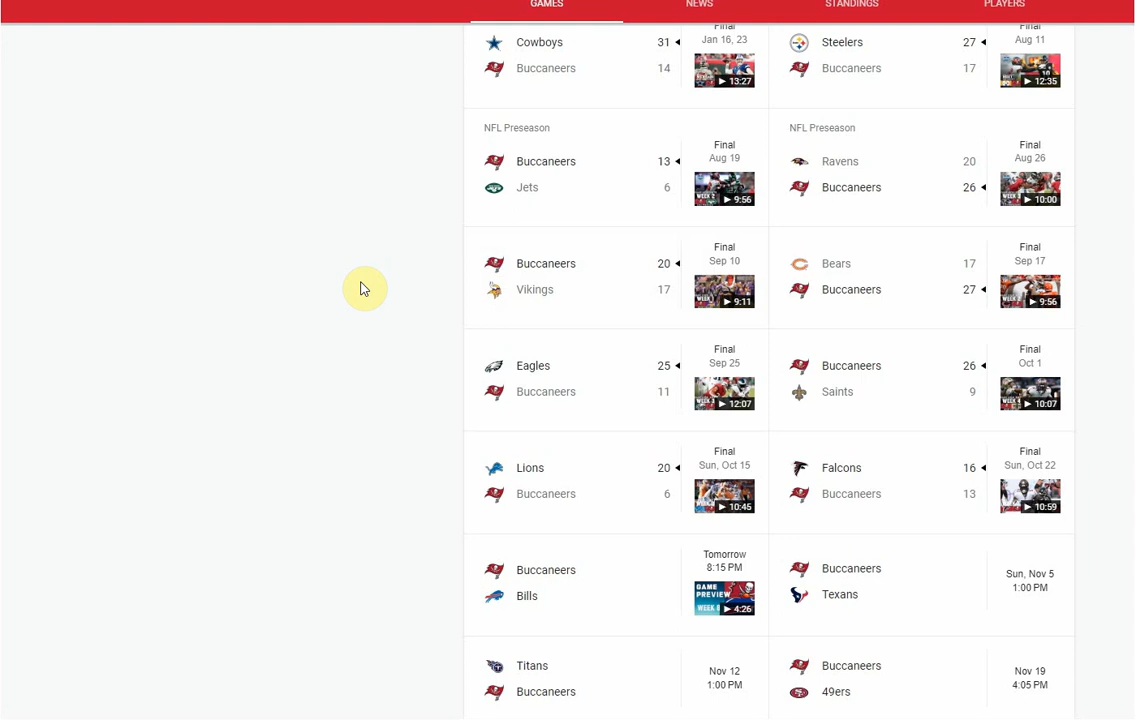 GAMES NEWS STANDINGS PLAYERS
Final
Cowboys 31 Jan 16, 23
Buccaneers 14
13:27
Final
Steelers 27 Aug 11
Buccaneers 17
12:35
NFL Preseason
Final
Buccaneers 13 Aug 19
Jets 6
WEEK 2 9:56
NFL Preseason
Final
Ravens 20 Aug 26
Buccaneers 26
10:00
Final
Buccaneers 20 Sep 10
Vikings 17
9:11
Final
Bears 17 Sep 17
Buccaneers 27
9:56
Final
Eagles 25 Sep 25
Buccaneers 11
12:07
Final
Buccaneers 26 Oct 1
Saints 9
10:07
Final
Lions 20 Sun, Oct 15
Buccaneers 6
10:45
Final
Falcons 16 Sun, Oct 22
Buccaneers 13
10:59
Tomorrow
Buccaneers 8:15 PM
Bills
GAME
PREVIEW
WEEK 8 4:26
Buccaneers Sun, Nov 5
Texans 1:00 PM
Titans Nov 12
Buccaneers 1:00 PM
Buccaneers Nov 19
49ers 4:05 PM